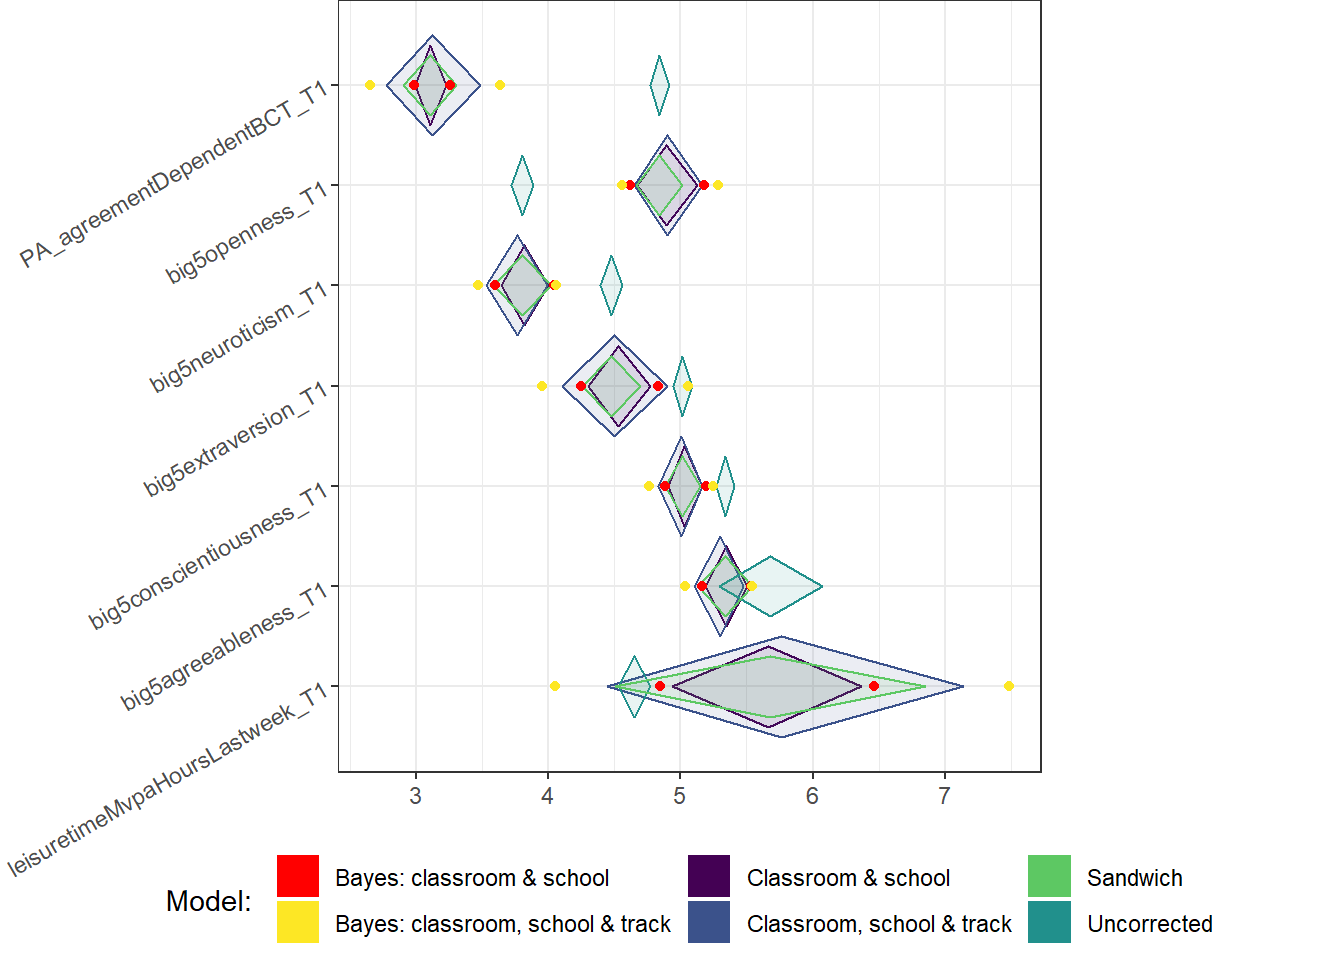 PA_agreementDependentBCT_T1
big5openness_T1
big5neuroticism_T1
big5extraversion_T1
big5conscientiousness_T1
big5agreeableness_T1
leisuretimeMvpaHoursLastweek_T1
3 4 5 6 7
Model:
Bayes: classroom & school
Classroom & school
Sandwich
Bayes: classroom, school & track
Classroom, school & track
Uncorrected